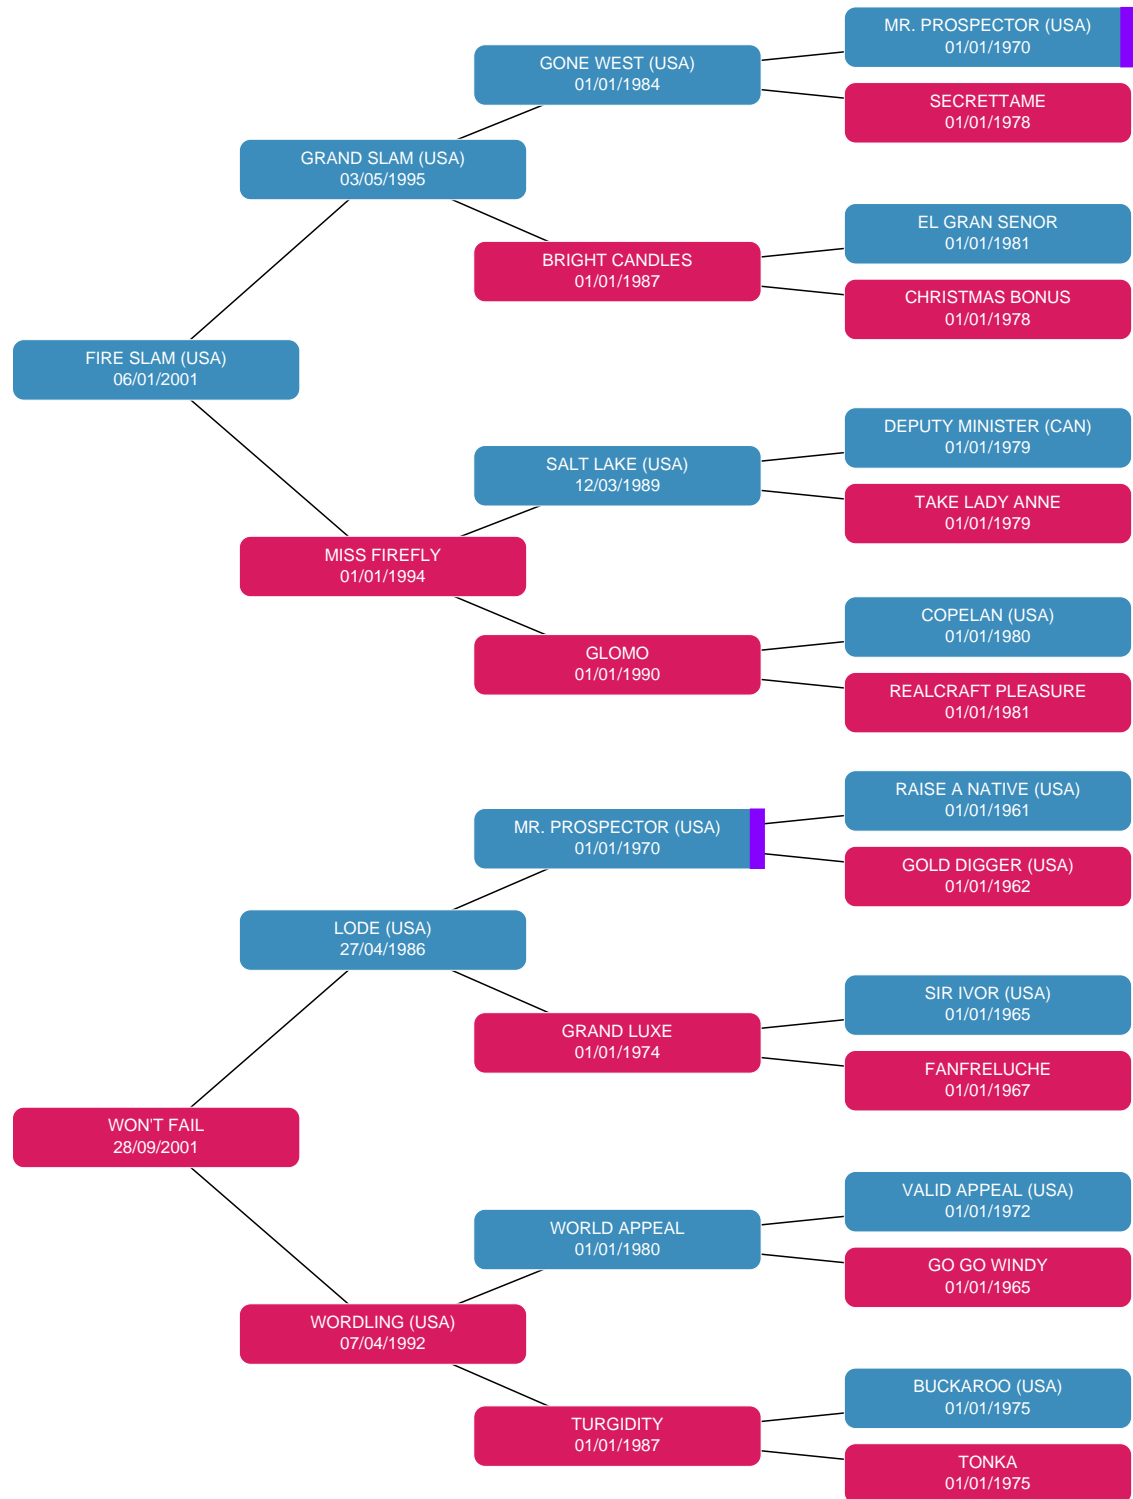 MR. PROSPECTOR (USA)
01/01/1970
GONE WEST (USA)
01/01/1984
SECRETTAME
01/01/1978
GRAND SLAM (USA)
03/05/1995
EL GRAN SENOR
01/01/1981
BRIGHT CANDLES
01/01/1987
CHRISTMAS BONUS
01/01/1978
FIRE SLAM (USA)
06/01/2001
DEPUTY MINISTER (CAN)
01/01/1979
SALT LAKE (USA)
12/03/1989
TAKE LADY ANNE
01/01/1979
MISS FIREFLY
01/01/1994
COPELAN (USA)
01/01/1980
GLOMO
01/01/1990
REALCRAFT PLEASURE
01/01/1981
RAISE A NATIVE (USA)
01/01/1961
MR. PROSPECTOR (USA)
01/01/1970
GOLD DIGGER (USA)
01/01/1962
LODE (USA)
27/04/1986
SIR IVOR (USA)
01/01/1965
GRAND LUXE
01/01/1974
FANFRELUCHE
01/01/1967
WON'T FAIL
28/09/2001
VALID APPEAL (USA)
01/01/1972
WORLD APPEAL
01/01/1980
GO GO WINDY
01/01/1965
WORDLING (USA)
07/04/1992
BUCKAROO (USA)
01/01/1975
TURGIDITY
01/01/1987
TONKA
01/01/1975